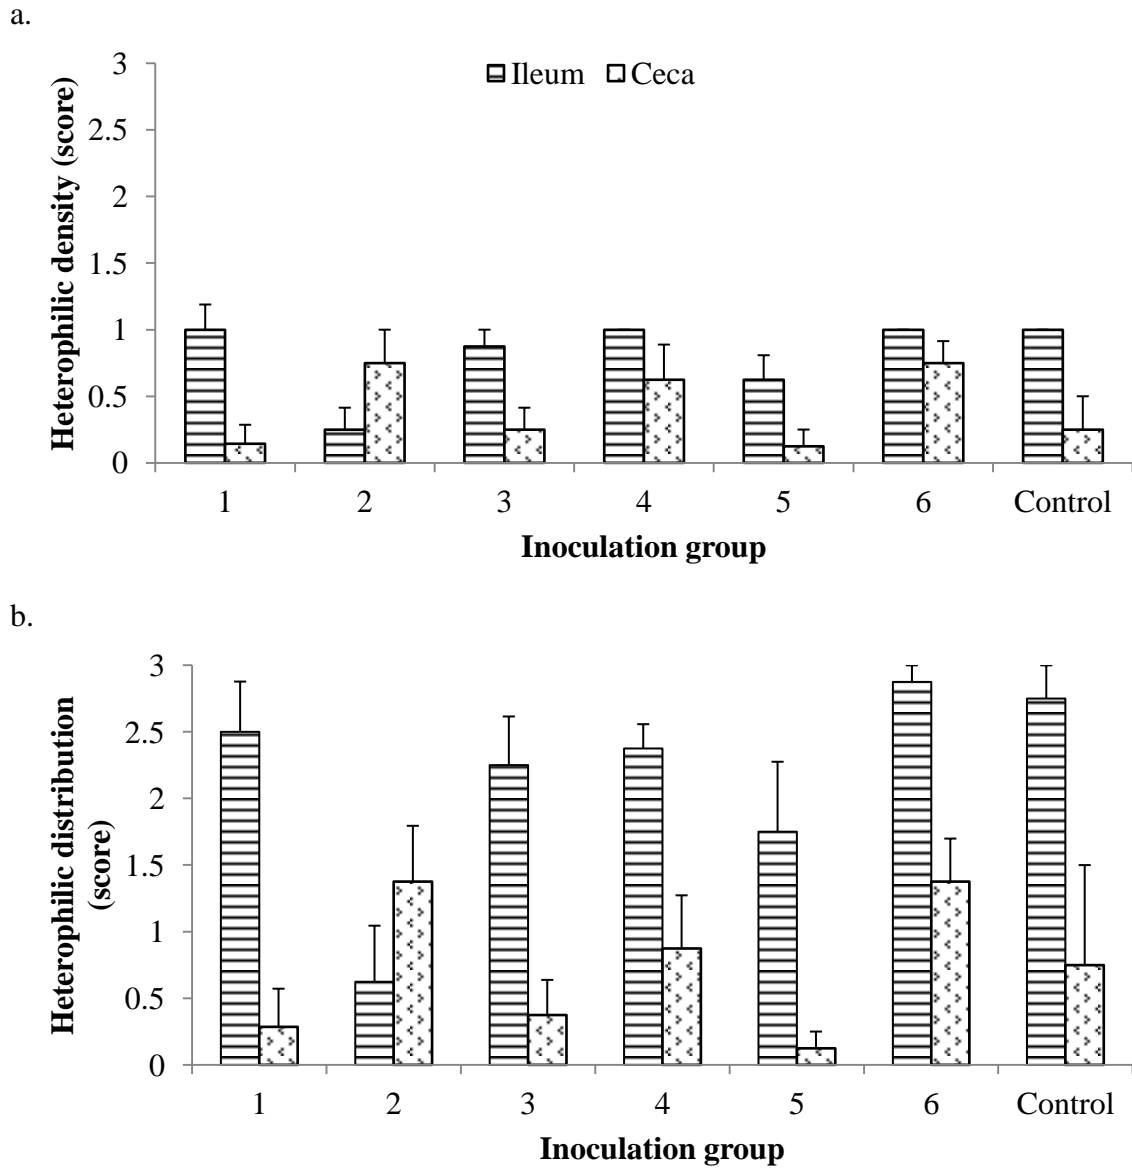 a.
3
Ileum Ceca
2.5
2
1.5
1
0.5
0
Heterophilic density (score)
1 2 3 4 5 6 Control
Inoculation group
b.
3
2.5
2
1.5
1
0.5
0
Heterophilic distribution
(score)
1 2 3 4 5 6 Control
Inoculation group